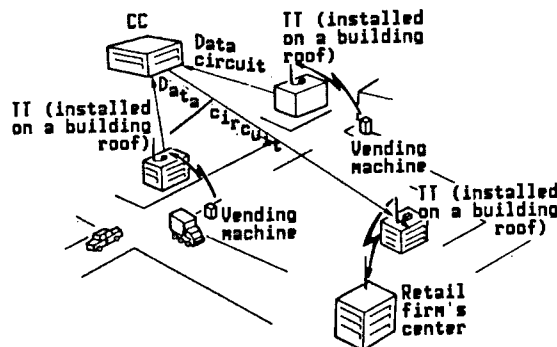 CC
TT (installed
on a building
roof)
Data
circuit
TT (installed
on a building
roof)
Data circuit
Vending
machine
Vending
machine
TT (installed
on a building
roof)
Retail
firm's
center